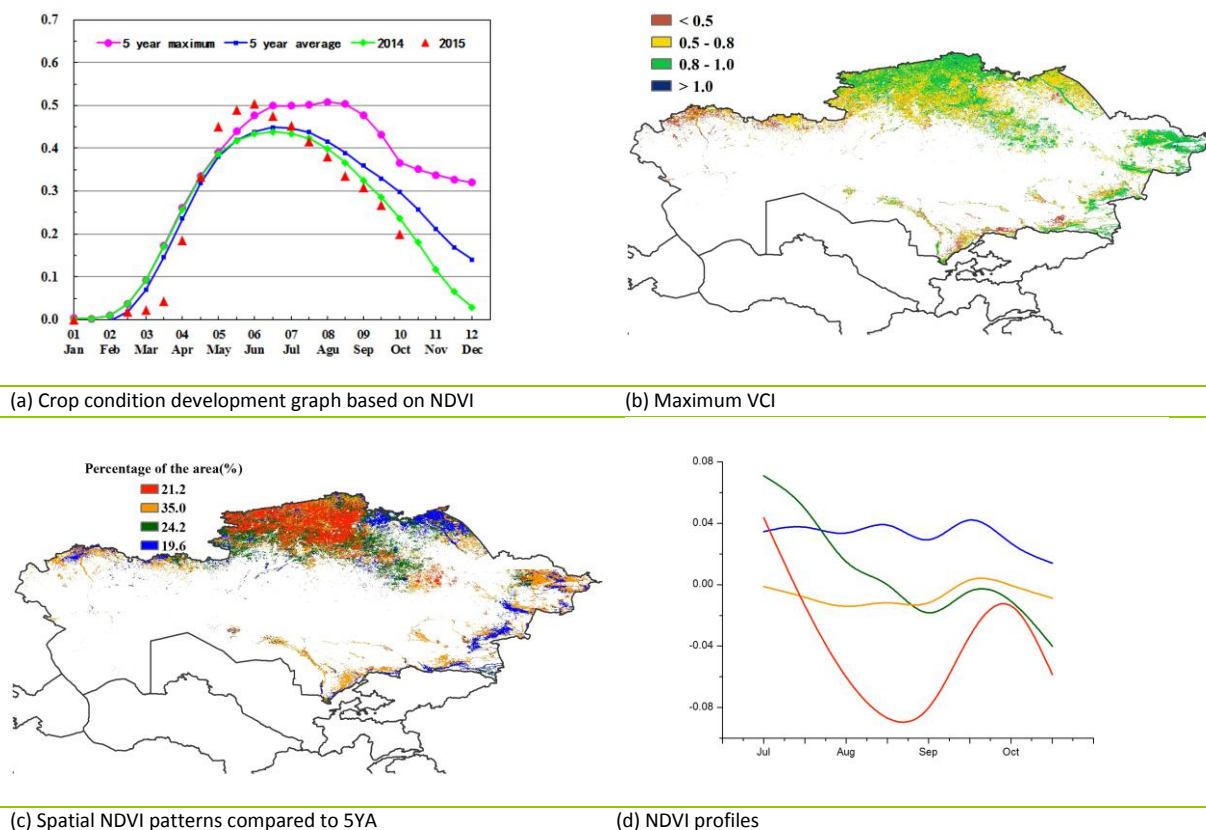 0.7
0.6
0.5
0.4
0.3
0.2
0.1
0.0
5 year maximum 5 year average 2014 2015
01 02 03 04 05 06 07 08 09 10 11 12
Jan Feb Mar Apr May Jun Jul Agu Sep Oct Nov Dec
< 0.5
0.5 - 0.8
0.8 - 1.0
> 1.0
(a) Crop condition development graph based on NDVI (b) Maximum VCI
Percentage of the area(%)
21.2
35.0
24.2
19.6
0.08
0.04
0.00
-0.04
-0.08
Jul Aug Sep Oct
(c) Spatial NDVI patterns compared to 5YA (d) NDVI profiles